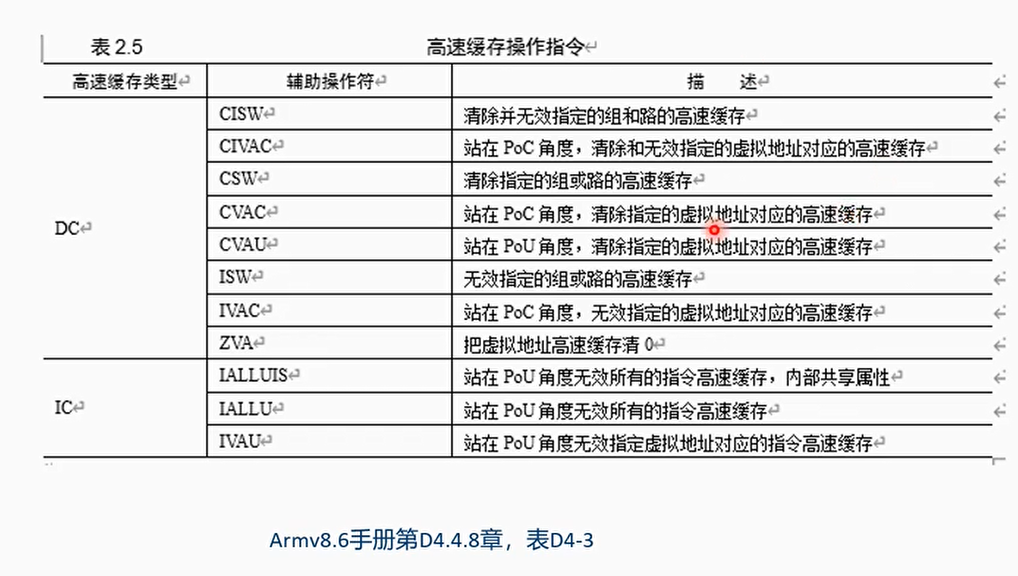 表 2.5 高速缓存操作指令
高速缓存类型 辅助操作符 描 述
CISW 清除并无效指定的组和路的高速缓存
CIVAC 站在 PoC 角度，清除和无效指定的虚拟地址对应的高速缓存
CSW 清除指定的组或路的高速缓存
DC
CVAC 站在 PoC 角度，清除指定的虚拟地址对应的高速缓存
CVAU 站在 PoU 角度，清除指定的虚拟地址对应的高速缓存
ISW 无效指定的组或路的高速缓存
IVAC 站在 PoC 角度，无效指定的虚拟地址对应的高速缓存
ZVA 把虚拟地址高速缓存清 0
IALLUIS 站在 PoU 角度无效所有的指令高速缓存，内部共享属性
IC
IALLU 站在 PoU 角度无效所有的指令高速缓存
IVAU 站在 PoU 角度无效指定虚拟地址对应的指令高速缓存
Armv8.6手册第D4.4.8章，表D4-3